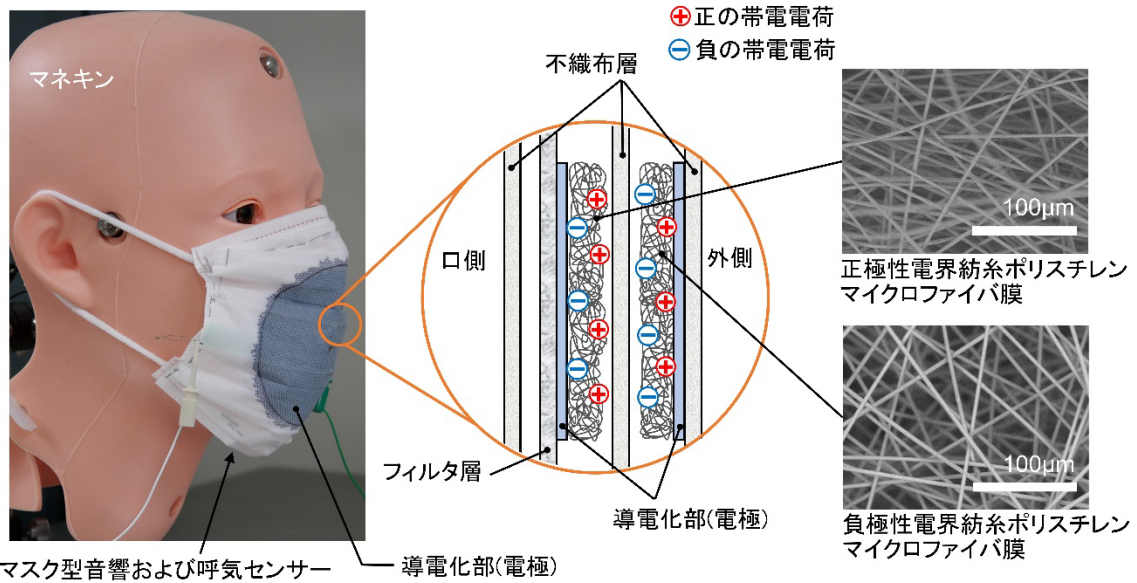 マネキン
⊕正の帯電電荷
⊖負の帯電電荷
不織布層
口側
外側
フィルタ層
導電化部(電極)
100μm
正極性電界紡糸ポリスチレン
マイクロファイバ膜
100μm
負極性電界紡糸ポリスチレン
マイクロファイバ膜
マスク型音響および呼気センサー
導電化部(電極)